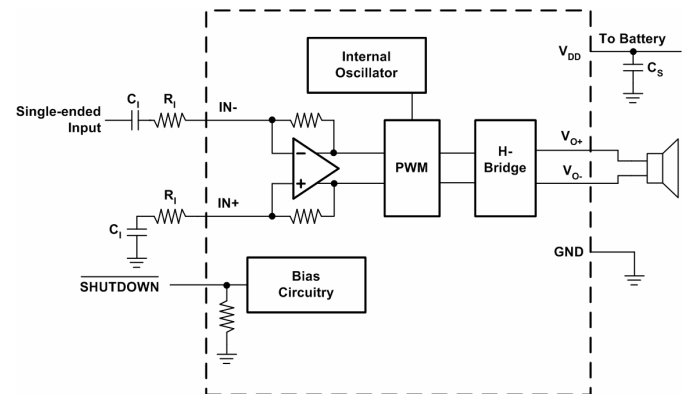 To Battery
Internal
Oscillator
V_DD
C_S
C_I
R_I
IN-
Single-ended
Input
−
+
PWM
H-
Bridge
V_O+
V_O-
R_I
IN+
C_I
GND
SHUTDOWN
Bias
Circuitry